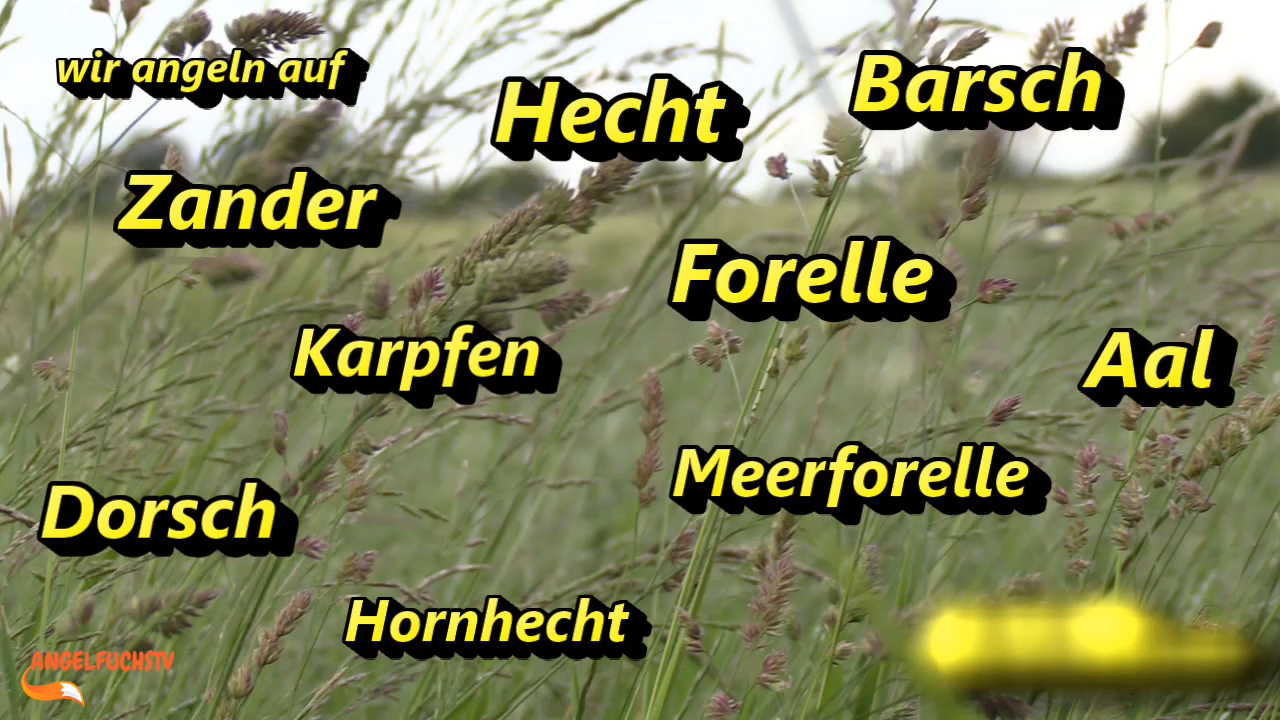 wir angeln auf
Hecht
Barsch
Zander
Forelle
Karpfen
Aal
Meerforelle
Dorsch
Hornhecht
ANGELFUCHSTV